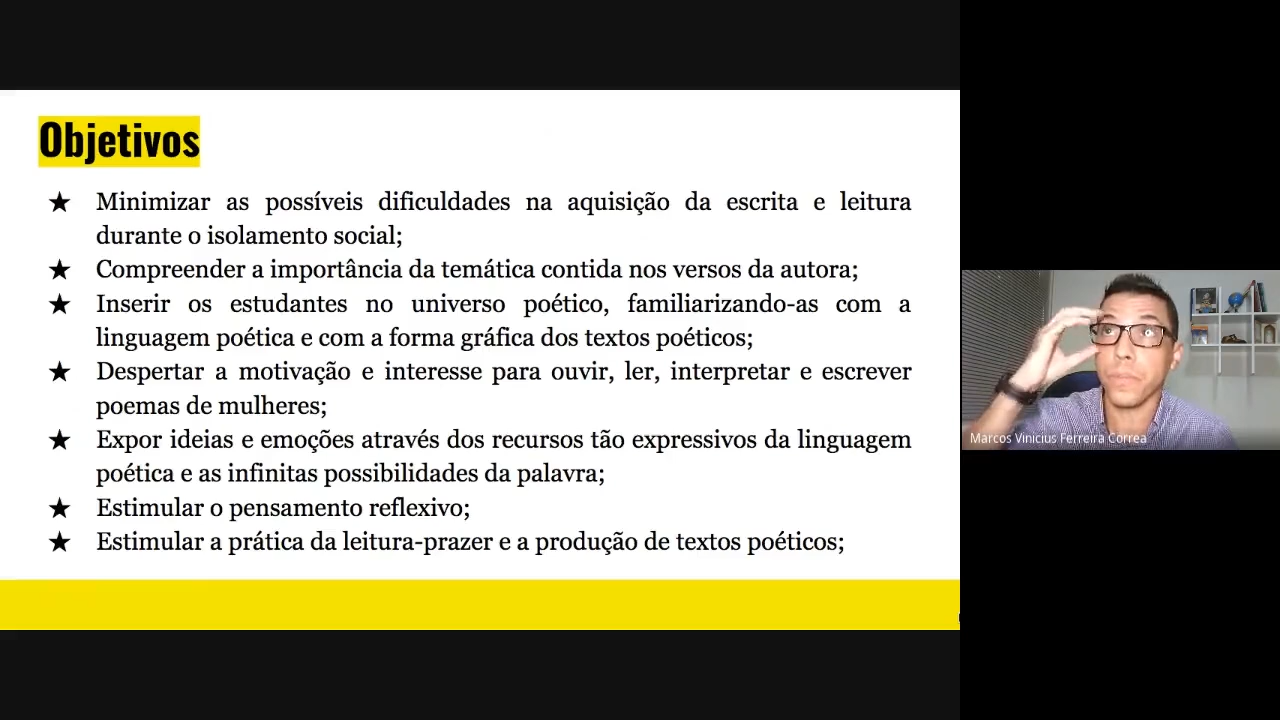 Objetivos
★ Minimizar as possíveis dificuldades na aquisição da escrita e leitura
durante o isolamento social;
★ Compreender a importância da temática contida nos versos da autora;
★ Inserir os estudantes no universo poético, familiarizando-as com a
linguagem poética e com a forma gráfica dos textos poéticos;
★ Despertar a motivação e interesse para ouvir, ler, interpretar e escrever
poemas de mulheres;
★ Expor ideias e emoções através dos recursos tão expressivos da linguagem
poética e as infinitas possibilidades da palavra;
★ Estimular o pensamento reflexivo;
★ Estimular a prática da leitura-prazer e a produção de textos poéticos;
Marcos Vinicius Ferreira Correa